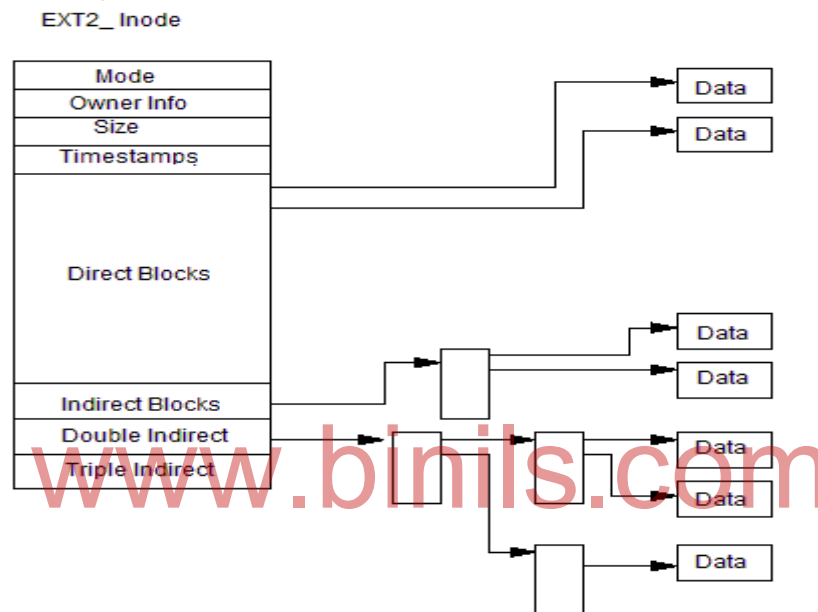 EXT2_ Inode
Mode
Owner Info
Size
Timestamps
Direct Blocks
Indirect Blocks
Double Indirect
Triple Indirect
Data
Data
Data
Data
Data
Data
Data
www.binils.com